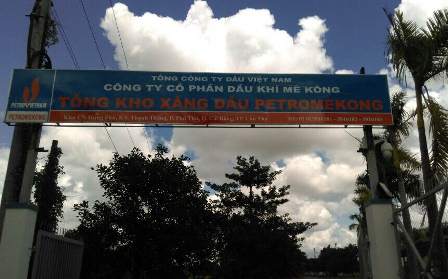 TỔNG CÔNG TY DẦU VIỆT NAM
CÔNG TY CỔ PHẦN DẦU KHÍ MÊ KÔNG
TỔNG KHO XĂNG DẦU PETROMEKONG
PETROVIETNAM
PETROMEKONG